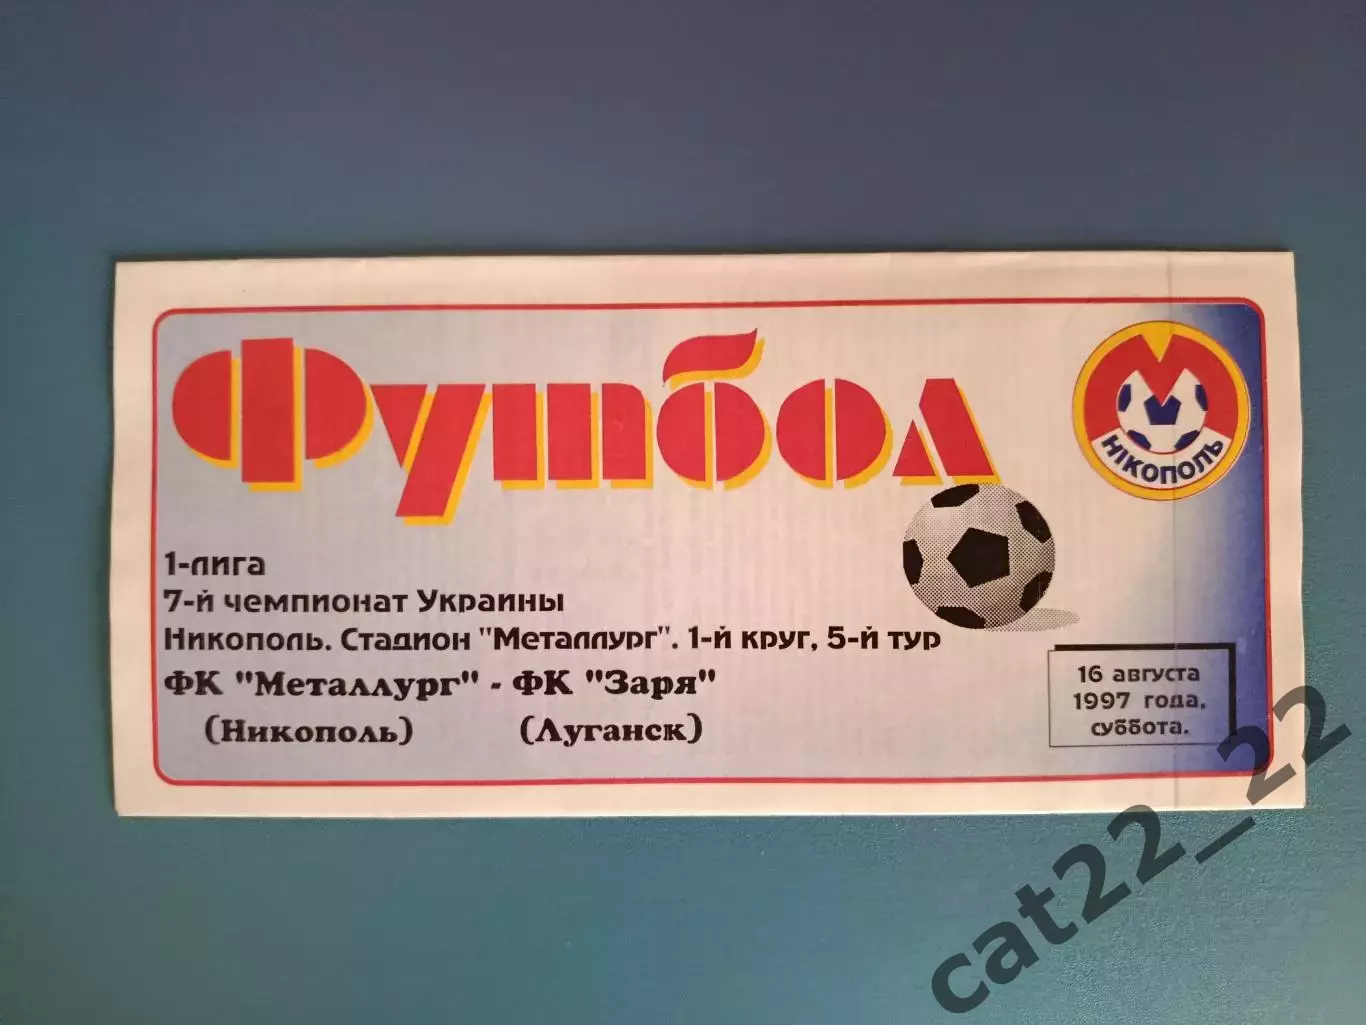 Футбол
М
НІКОПОЛЬ
1-лига
7-й чемпионат Украины
Никополь. Стадион "Металлург". 1-й круг, 5-й тур
ФК "Металлург" - ФК "Заря"
(Никополь) (Луганск)
16 августа
1997 года,
суббота.
cat22_22